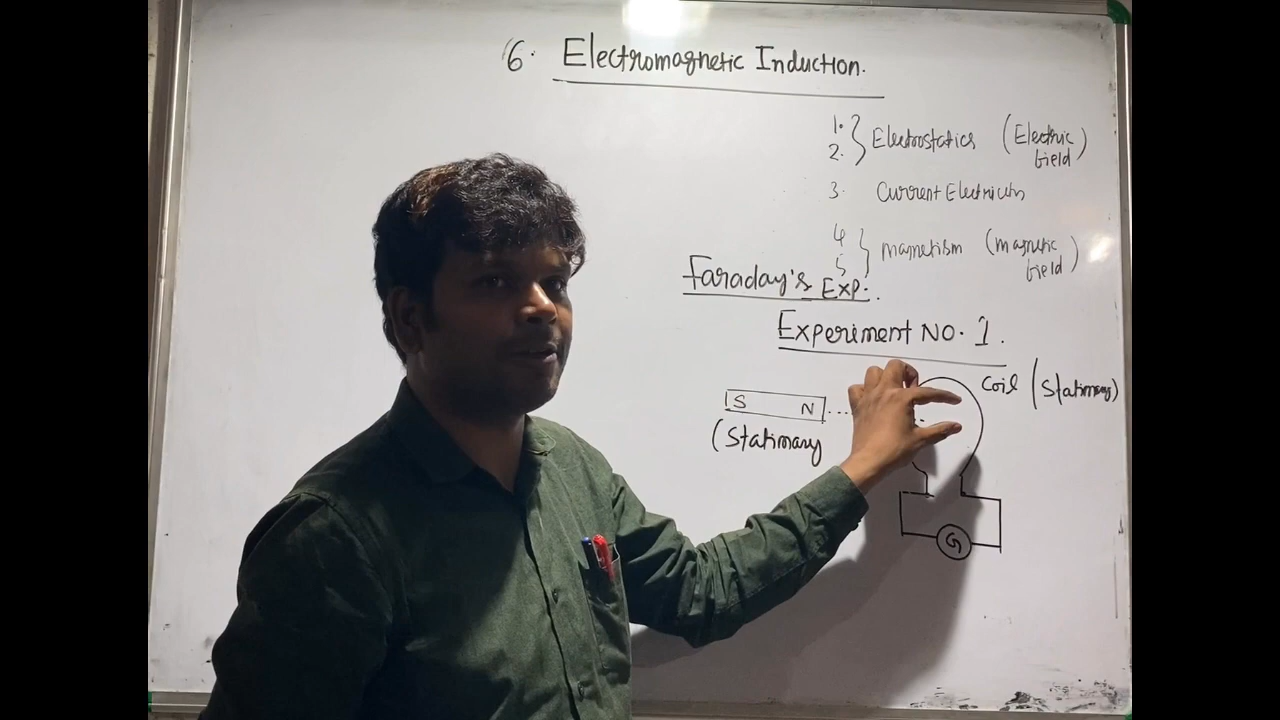 6. Electromagnetic Induction.
1.
2. } Electrostatics (Electric field)
3. Current Electricity
4
5 } Magnetism (Magnetic field)
Faraday's Exp:.
Experiment No. 1.
Coil (Stationary)
S N ....
(Stationary
G